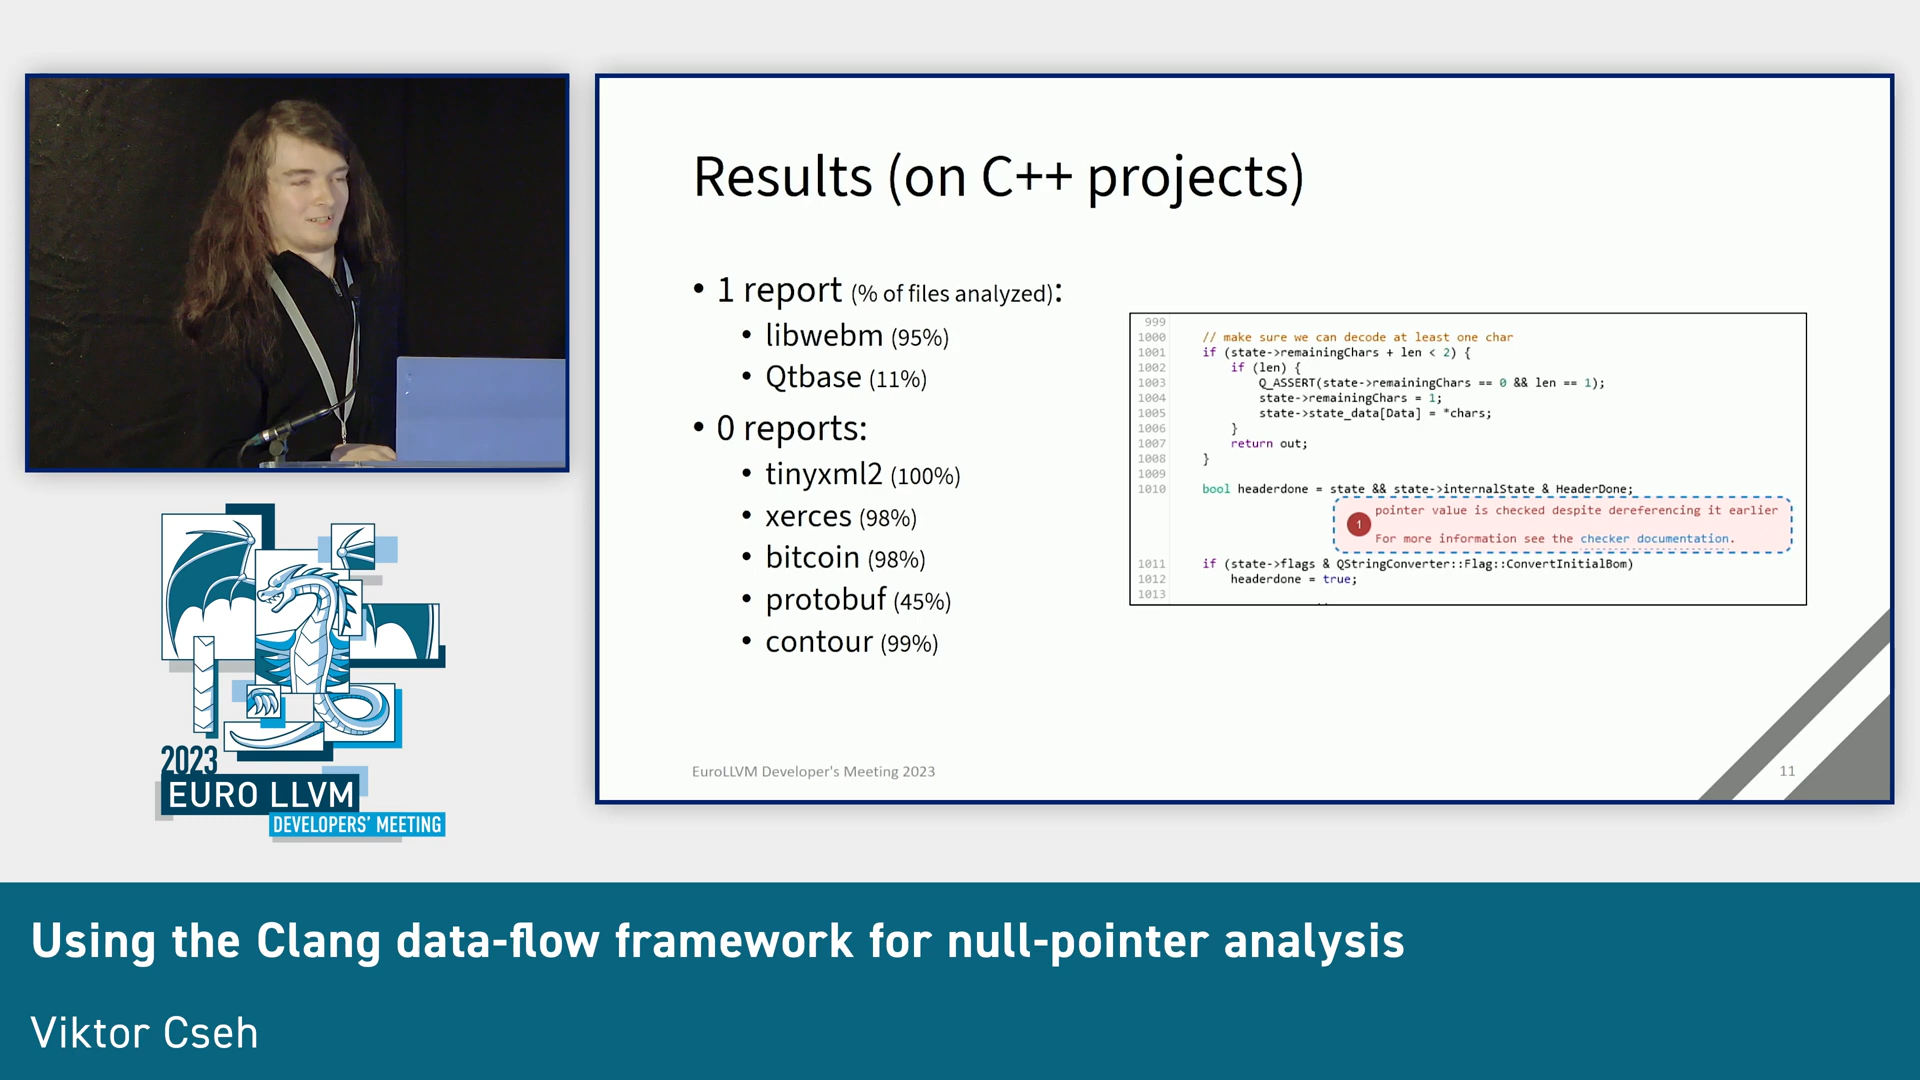 Results (on C++ projects)
• 1 report (% of files analyzed):
• libwebm (95%)
• Qtbase (11%)
• 0 reports:
• tinyxml2 (100%)
• xerces (98%)
• bitcoin (98%)
• protobuf (45%)
• contour (99%)
999
1000 // make sure we can decode at least one char
1001 if (state->remainingChars + len < 2) {
1002 if (len) {
1003 Q_ASSERT(state->remainingChars == 0 && len == 1);
1004 state->remainingChars = 1;
1005 state->state_data[Data] = *chars;
1006 }
1007 return out;
1008 }
1009
1010 bool headerdone = state && state->internalState & HeaderDone;
1 pointer value is checked despite dereferencing it earlier
For more information see the checker documentation.
1011 if (state->flags & QStringConverter::Flag::ConvertInitialBom)
1012 headerdone = true;
1013
EuroLLVM Developer's Meeting 2023
11
2023
EURO LLVM
DEVELOPERS' MEETING
Using the Clang data-flow framework for null-pointer analysis
Viktor Cseh